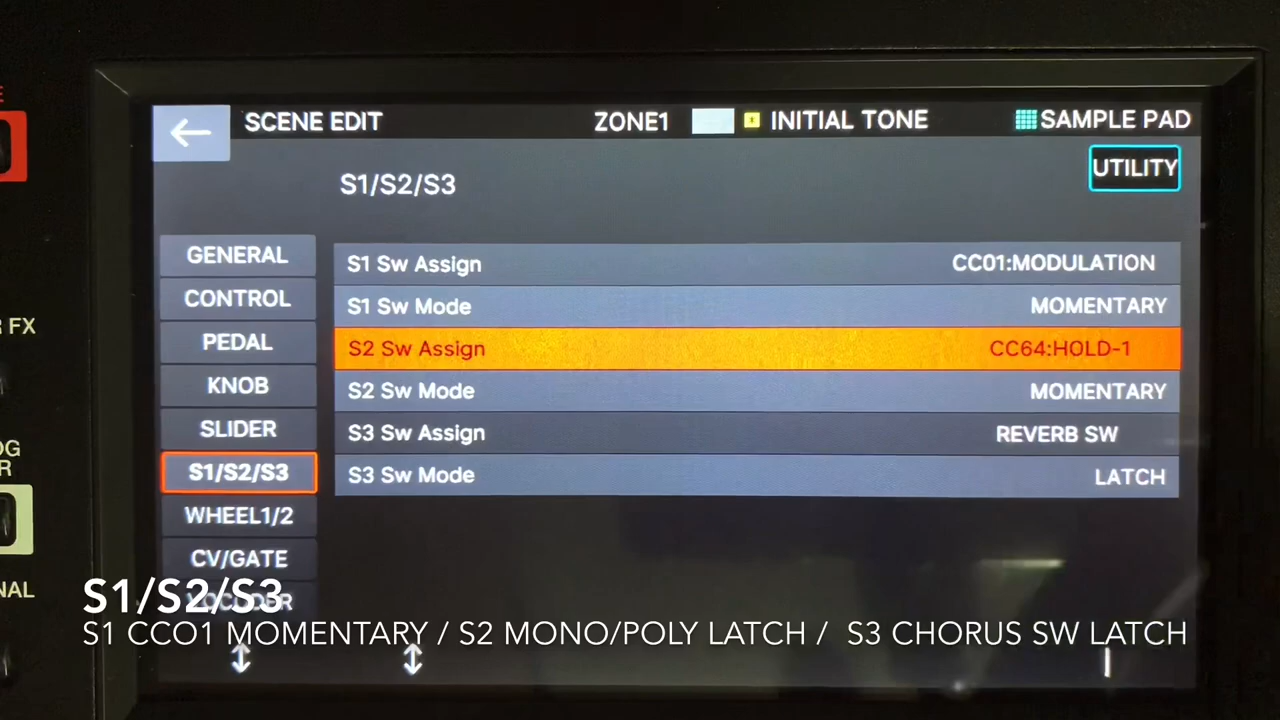 SCENE EDIT ZONE1 INITIAL TONE SAMPLE PAD
UTILITY
S1/S2/S3
GENERAL
CONTROL
PEDAL
KNOB
SLIDER
S1/S2/S3
WHEEL1/2
CV/GATE
VOCODER
S1 Sw Assign CC01:MODULATION
S1 Sw Mode MOMENTARY
S2 Sw Assign CC64:HOLD-1
S2 Sw Mode MOMENTARY
S3 Sw Assign REVERB SW
S3 Sw Mode LATCH
FX
S1/S2/S3
S1 CC01 MOMENTARY / S2 MONO/POLY LATCH / S3 CHORUS SW LATCH